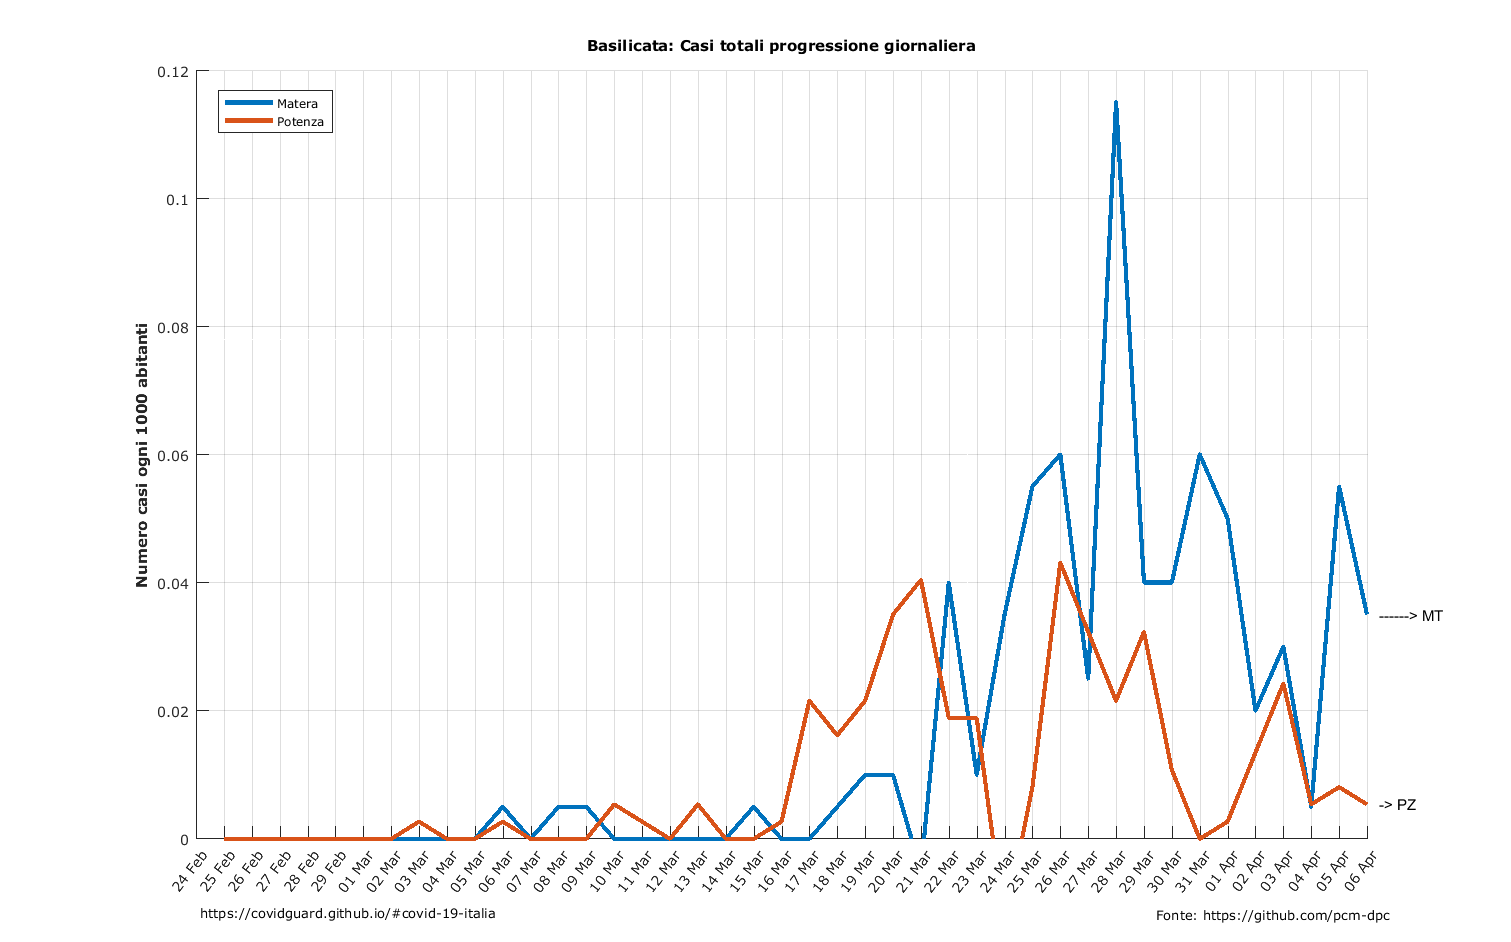 Basilicata: Casi totali progressione giornaliera
Numero casi ogni 1000 abitanti
0.12
0.1
0.08
0.06
0.04
0.02
0
Matera
Potenza
------> MT
-> PZ
24 Feb
25 Feb
26 Feb
27 Feb
28 Feb
29 Feb
01 Mar
02 Mar
03 Mar
04 Mar
05 Mar
06 Mar
07 Mar
08 Mar
09 Mar
10 Mar
11 Mar
12 Mar
13 Mar
14 Mar
15 Mar
16 Mar
17 Mar
18 Mar
19 Mar
20 Mar
21 Mar
22 Mar
23 Mar
24 Mar
25 Mar
26 Mar
27 Mar
28 Mar
29 Mar
30 Mar
31 Mar
01 Apr
02 Apr
03 Apr
04 Apr
05 Apr
06 Apr
https://covidguard.github.io/#covid-19-italia
Fonte: https://github.com/pcm-dpc